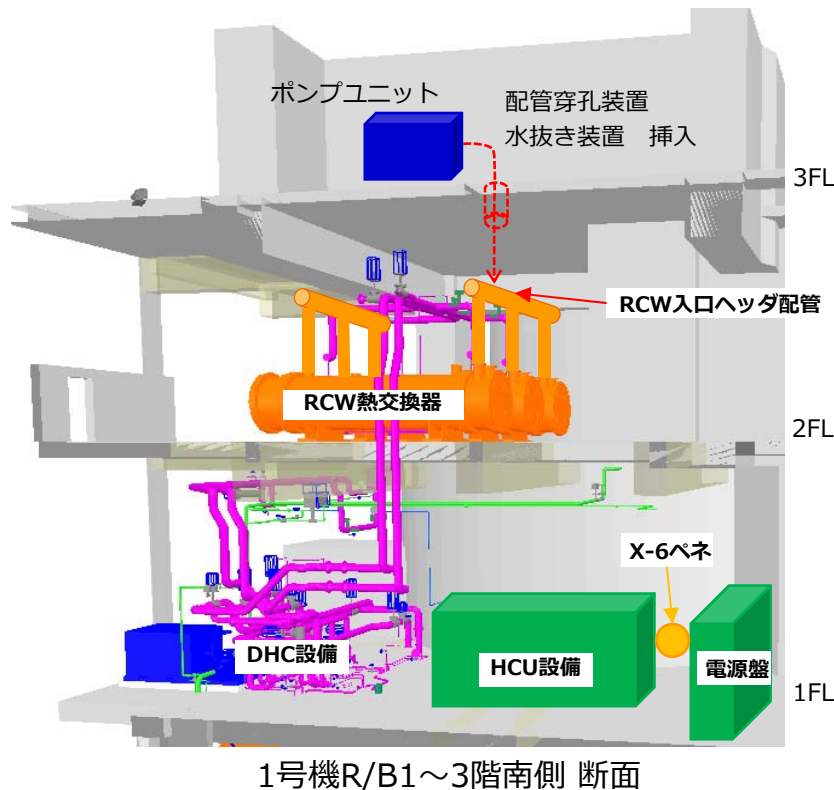 ポンプユニット
配管穿孔装置
水抜き装置　挿入
3FL
RCW入口ヘッダ配管
RCW熱交換器
2FL
X-6ペネ
DHC設備
HCU設備
電源盤
1FL
1号機R/B1～3階南側 断面